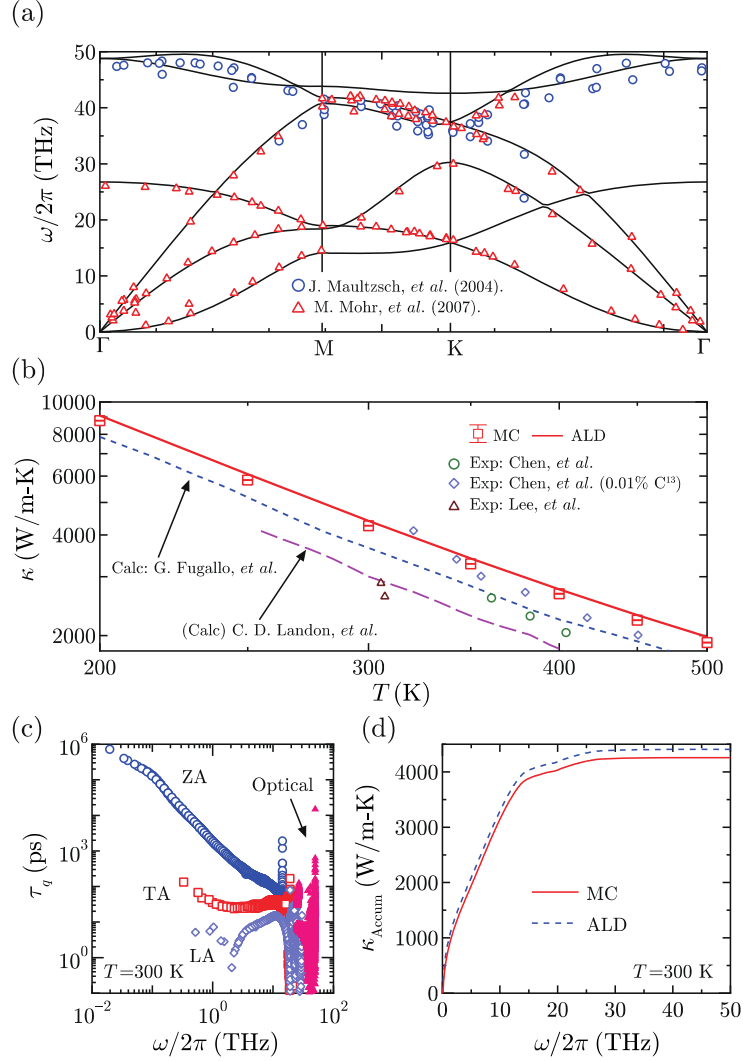 (a)
50
40
30
20
10
0
ω/2π (THz)
J. Maultzsch, et al. (2004).
M. Mohr, et al. (2007).
Γ M K Γ
(b)
10000
8000
6000
4000
2000
κ (W/m-K)
MC ALD
Exp: Chen, et al.
Exp: Chen, et al. (0.01% C¹³)
Exp: Lee, et al.
Calc: G. Fugallo, et al.
(Calc) C. D. Landon, et al.
200 300 400 500
T (K)
(c)
10⁶
10³
10⁰
τq (ps)
ZA
Optical
TA
LA
T=300 K
10⁻² 10⁰ 10²
ω/2π (THz)
(d)
4000
3000
2000
1000
0
κAccum (W/m-K)
MC
ALD
T=300 K
0 10 20 30 40 50
ω/2π (THz)